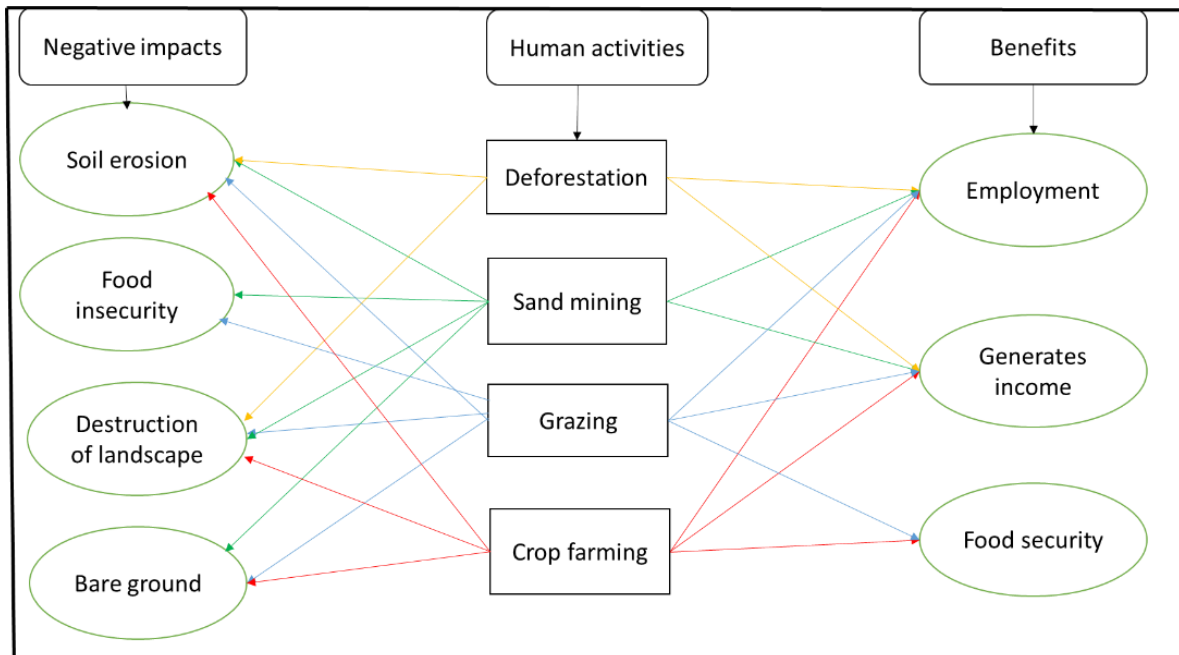 Negative impacts
Human activities
Benefits
Soil erosion
Deforestation
Employment
Food
insecurity
Sand mining
Generates
income
Destruction
of landscape
Grazing
Bare ground
Crop farming
Food security